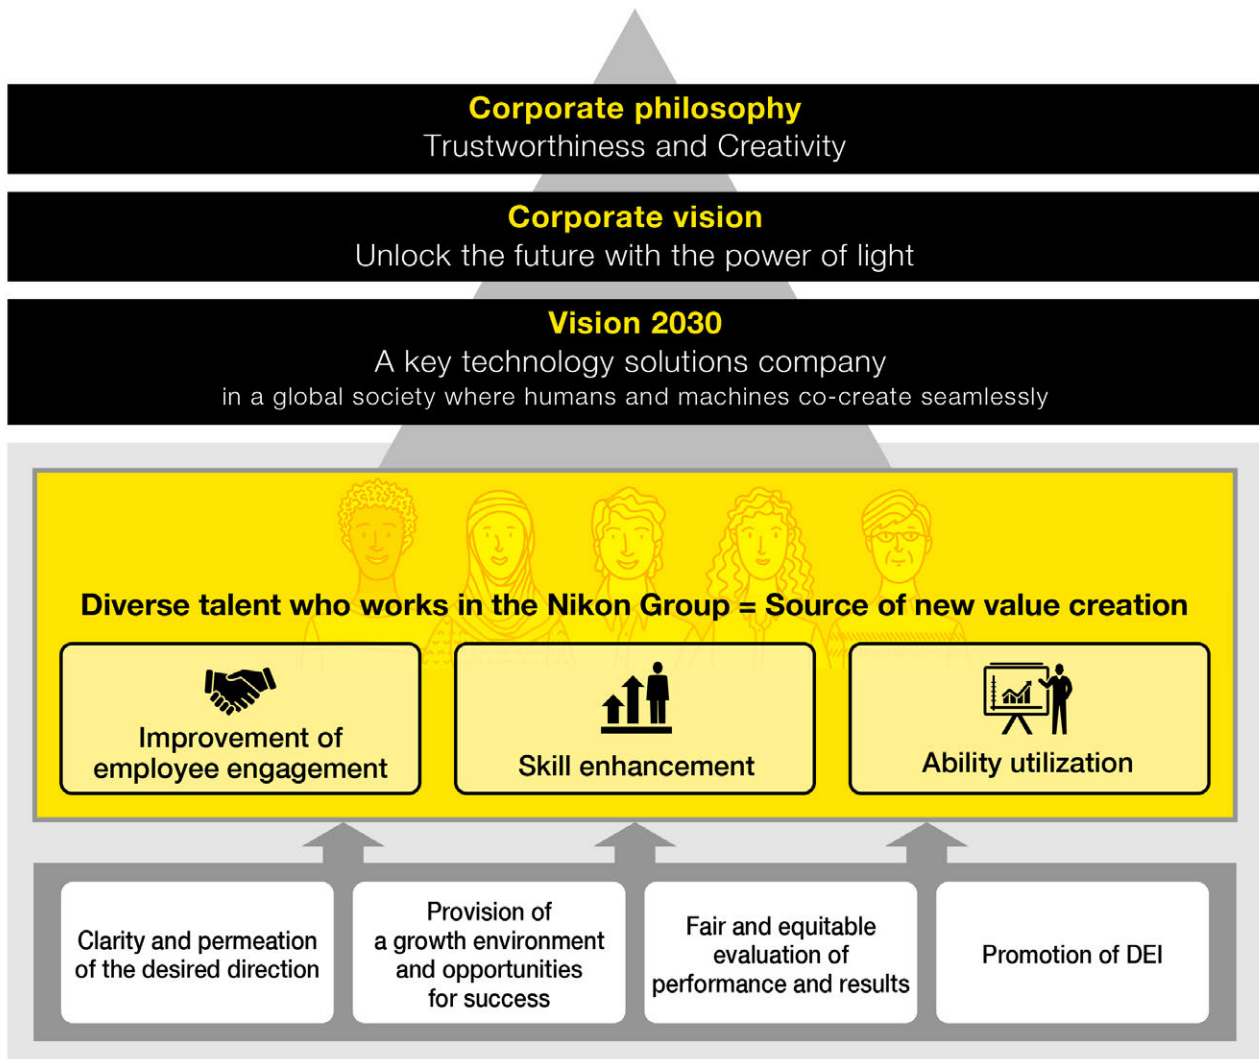 Corporate philosophy
Trustworthiness and Creativity
Corporate vision
Unlock the future with the power of light
Vision 2030
A key technology solutions company
in a global society where humans and machines co-create seamlessly
Diverse talent who works in the Nikon Group = Source of new value creation
Improvement of
employee engagement
Skill enhancement
Ability utilization
Clarity and permeation
of the desired direction
Provision of
a growth environment
and opportunities
for success
Fair and equitable
evaluation of
performance and results
Promotion of DEI